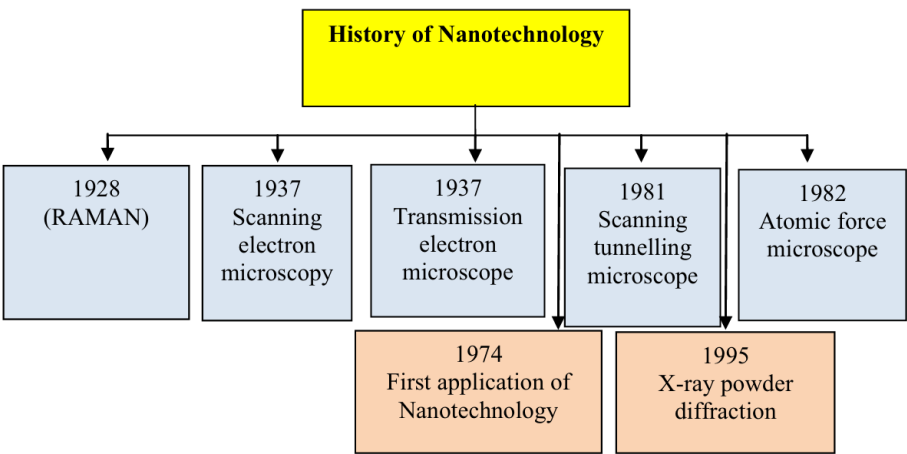 History of Nanotechnology
1928
(RAMAN)
1937
Scanning
electron
microscopy
1937
Transmission
electron
microscope
1981
Scanning
tunnelling
microscope
1982
Atomic force
microscope
1974
First application of
Nanotechnology
1995
X-ray powder
diffraction